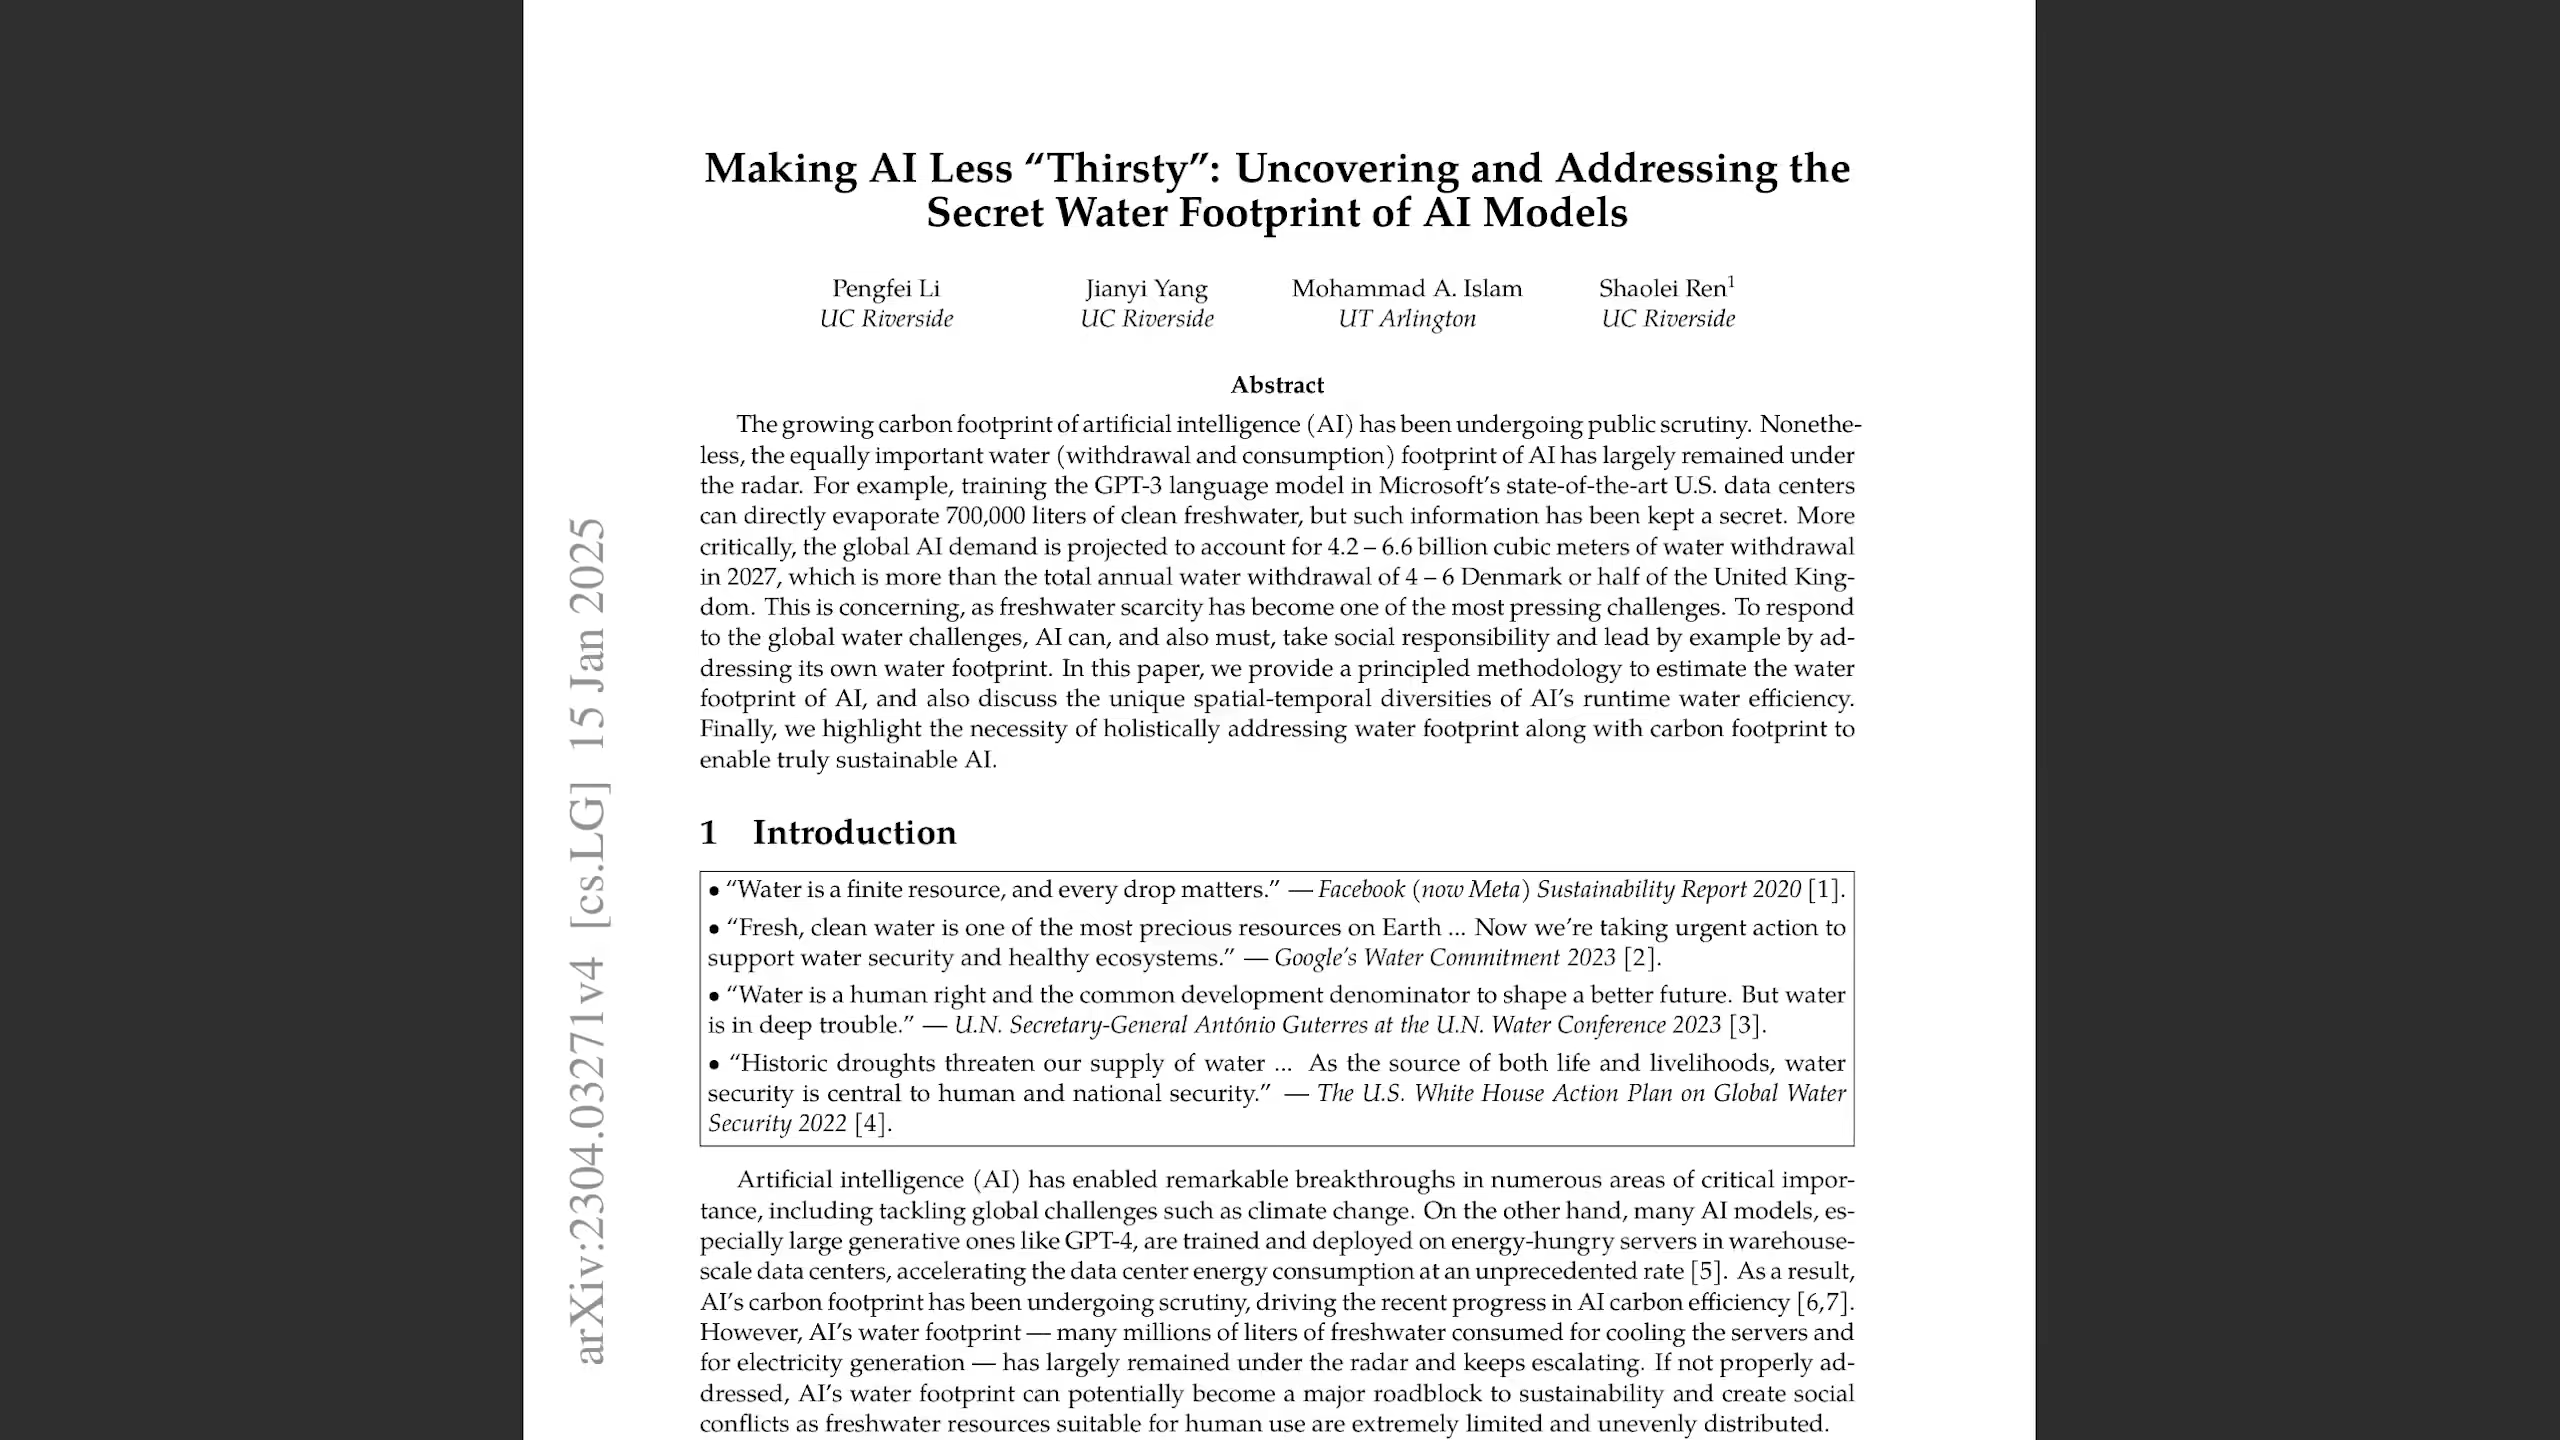 Making AI Less “Thirsty”: Uncovering and Addressing the
Secret Water Footprint of AI Models
Pengfei Li Jianyi Yang Mohammad A. Islam Shaolei Ren1
UC Riverside UC Riverside UT Arlington UC Riverside
Abstract
The growing carbon footprint of artificial intelligence (AI) has been undergoing public scrutiny. Nonethe-
less, the equally important water (withdrawal and consumption) footprint of AI has largely remained under
the radar. For example, training the GPT-3 language model in Microsoft’s state-of-the-art U.S. data centers
can directly evaporate 700,000 liters of clean freshwater, but such information has been kept a secret. More
critically, the global AI demand is projected to account for 4.2 – 6.6 billion cubic meters of water withdrawal
in 2027, which is more than the total annual water withdrawal of 4 – 6 Denmark or half of the United King-
dom. This is concerning, as freshwater scarcity has become one of the most pressing challenges. To respond
to the global water challenges, AI can, and also must, take social responsibility and lead by example by ad-
dressing its own water footprint. In this paper, we provide a principled methodology to estimate the water
footprint of AI, and also discuss the unique spatial-temporal diversities of AI’s runtime water efficiency.
Finally, we highlight the necessity of holistically addressing water footprint along with carbon footprint to
enable truly sustainable AI.
1 Introduction
• “Water is a finite resource, and every drop matters.” — Facebook (now Meta) Sustainability Report 2020 [1].
• “Fresh, clean water is one of the most precious resources on Earth ... Now we’re taking urgent action to
support water security and healthy ecosystems.” — Google’s Water Commitment 2023 [2].
• “Water is a human right and the common development denominator to shape a better future. But water
is in deep trouble.” — U.N. Secretary-General António Guterres at the U.N. Water Conference 2023 [3].
• “Historic droughts threaten our supply of water ... As the source of both life and livelihoods, water
security is central to human and national security.” — The U.S. White House Action Plan on Global Water
Security 2022 [4].
Artificial intelligence (AI) has enabled remarkable breakthroughs in numerous areas of critical impor-
tance, including tackling global challenges such as climate change. On the other hand, many AI models, es-
pecially large generative ones like GPT-4, are trained and deployed on energy-hungry servers in warehouse-
scale data centers, accelerating the data center energy consumption at an unprecedented rate [5]. As a result,
AI’s carbon footprint has been undergoing scrutiny, driving the recent progress in AI carbon efficiency [6,7].
However, AI’s water footprint — many millions of liters of freshwater consumed for cooling the servers and
for electricity generation — has largely remained under the radar and keeps escalating. If not properly ad-
dressed, AI’s water footprint can potentially become a major roadblock to sustainability and create social
conflicts as freshwater resources suitable for human use are extremely limited and unevenly distributed.
arXiv:2304.03271v4 [cs.LG] 15 Jan 2025